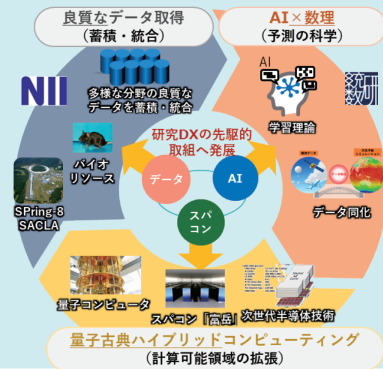 良質なデータ取得
(蓄積・統合)
AI×数理
(予測の科学)
NII
多様な分野の良質な
データを蓄積・統合
AI
統数研
学習理論
研究DXの先駆的
取組へ発展
バイオ
リソース
データ
AI
スパ
コン
データ同化
SPring-8
SACLA
量子コンピュータ
スパコン「富岳」
次世代半導体技術
量子古典ハイブリッドコンピューティング
(計算可能領域の拡張)